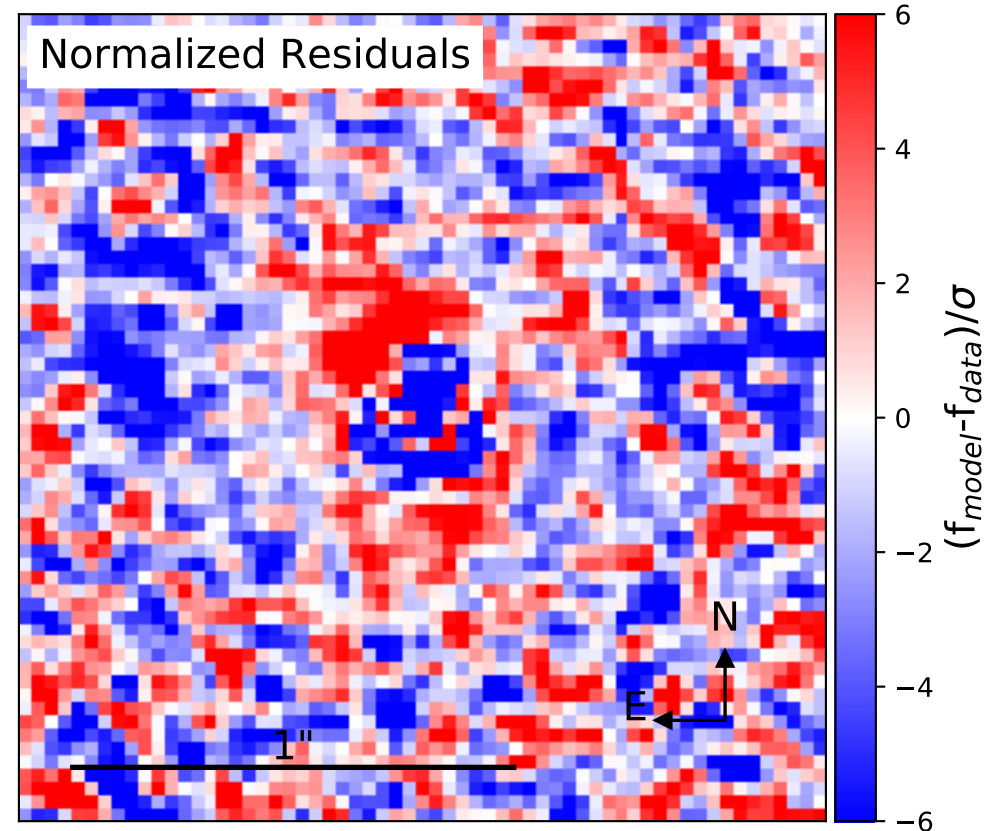 Normalized Residuals
6
4
2
0
−2
−4
−6
(f_model-f_data)/σ
N
E
1"